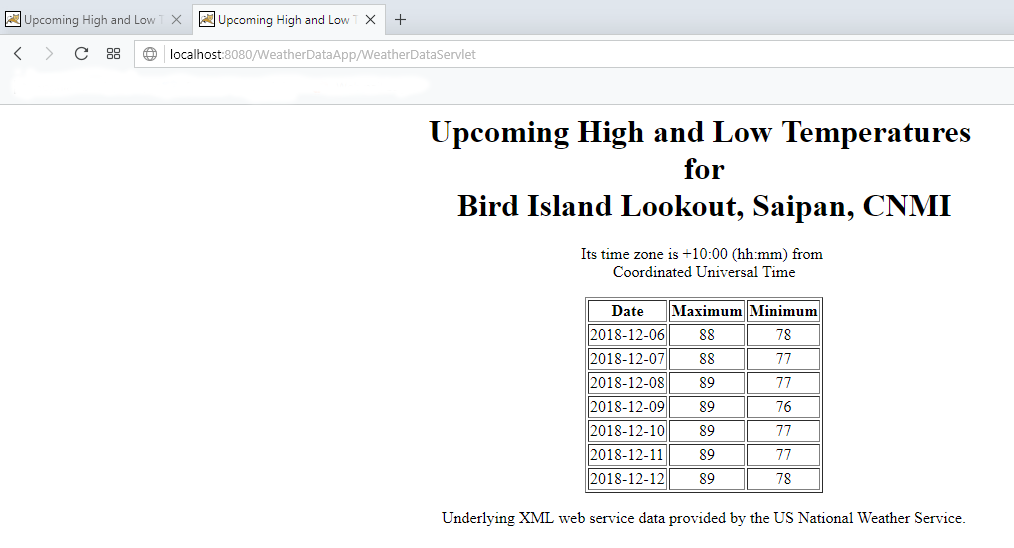 Upcoming High and Low T Upcoming High and Low T
localhost:8080/WeatherDataApp/WeatherDataServlet
Upcoming High and Low Temperatures
for
Bird Island Lookout, Saipan, CNMI
Its time zone is +10:00 (hh:mm) from
Coordinated Universal Time
Date Maximum Minimum
2018-12-06 88 78
2018-12-07 88 77
2018-12-08 89 77
2018-12-09 89 76
2018-12-10 89 77
2018-12-11 89 77
2018-12-12 89 78
Underlying XML web service data provided by the US National Weather Service.